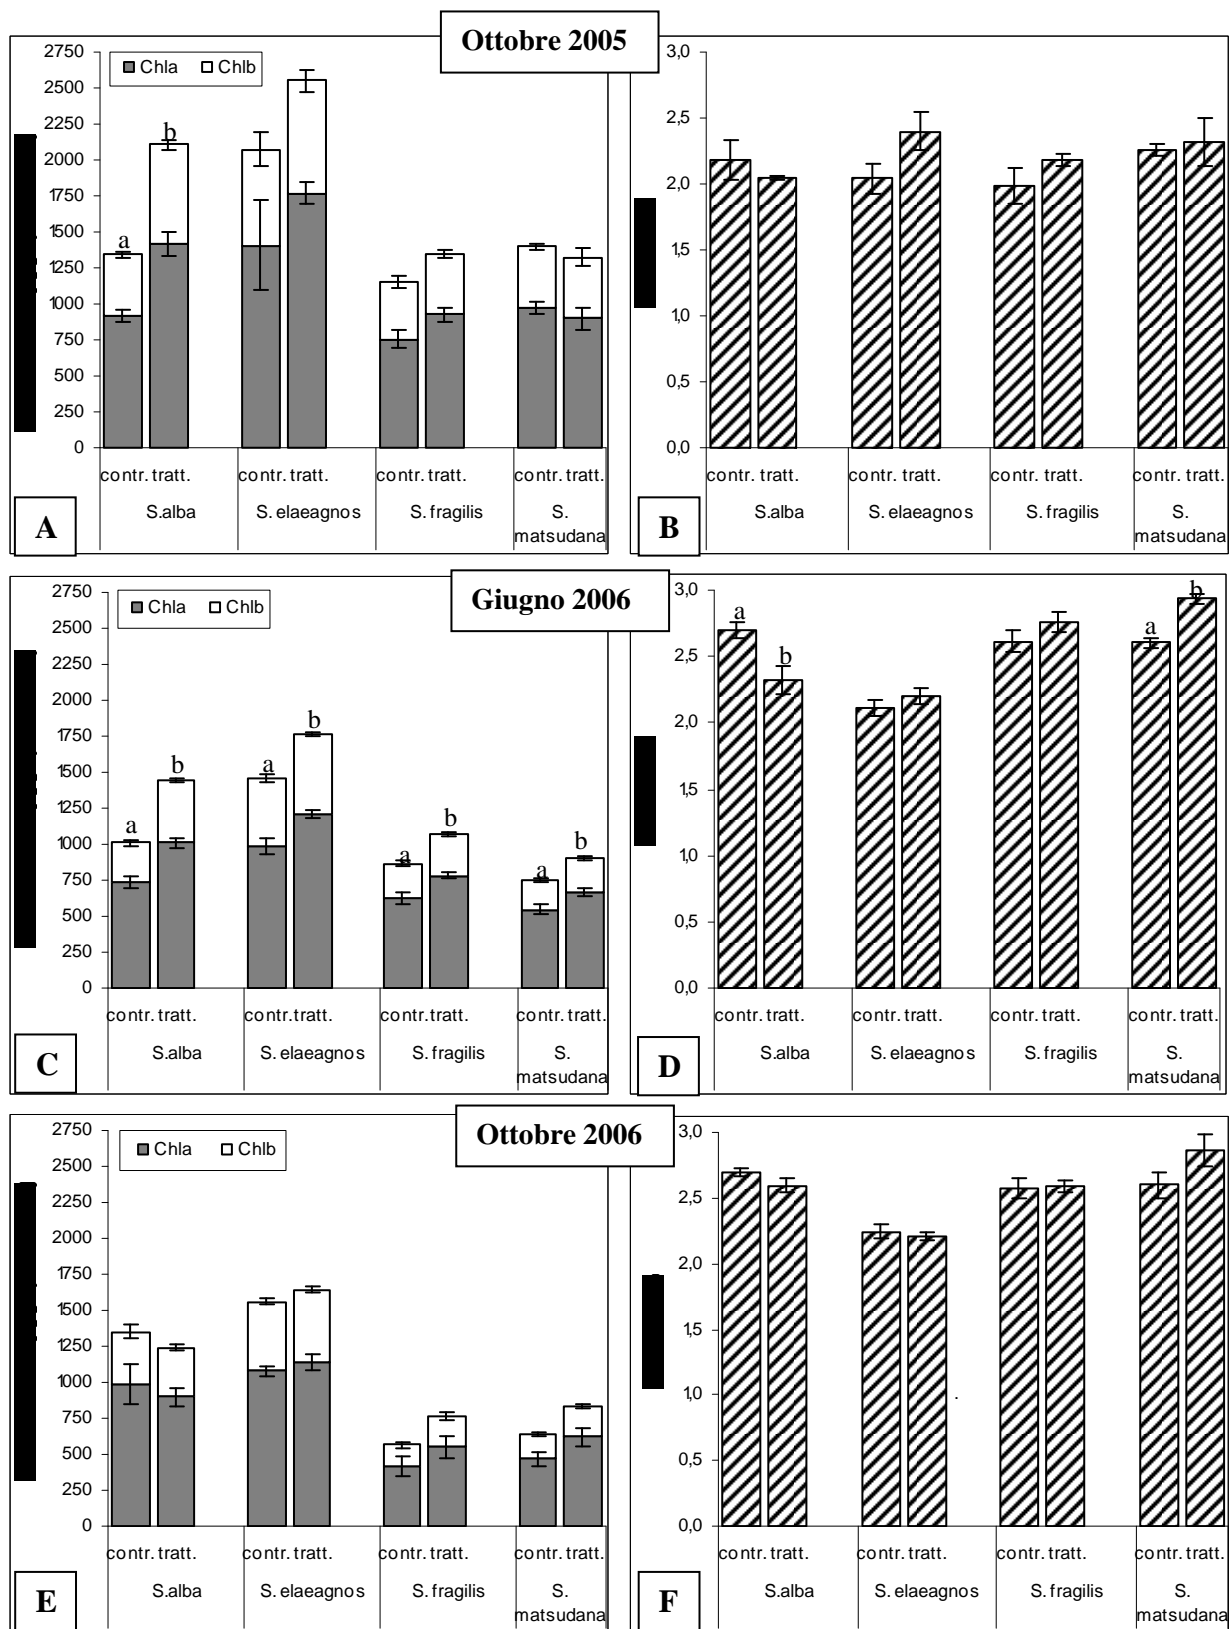 Ottobre 2005
2750
2500
2250
2000
1750
1500
1250
1000
750
500
250
0
Chla Chlb
a
b
contr. tratt. contr. tratt. contr. tratt. contr. tratt.
S.alba S. elaeagnos S. fragilis S. matsudana
A
3,0
2,5
2,0
1,5
1,0
0,5
0,0
contr. tratt. contr. tratt. contr. tratt. contr. tratt.
S.alba S. elaeagnos S. fragilis S. matsudana
B
Giugno 2006
2750
2500
2250
2000
1750
1500
1250
1000
750
500
250
0
Chla Chlb
a b a b a b a b
contr. tratt. contr. tratt. contr. tratt. contr. tratt.
S.alba S. elaeagnos S. fragilis S. matsudana
C
3,0
2,5
2,0
1,5
1,0
0,5
0,0
a b a b
contr. tratt. contr. tratt. contr. tratt. contr. tratt.
S.alba S. elaeagnos S. fragilis S. matsudana
D
Ottobre 2006
2750
2500
2250
2000
1750
1500
1250
1000
750
500
250
0
Chla Chlb
contr. tratt. contr. tratt. contr. tratt. contr. tratt.
S.alba S. elaeagnos S. fragilis S. matsudana
E
3,0
2,5
2,0
1,5
1,0
0,5
0,0
contr. tratt. contr. tratt. contr. tratt. contr. tratt.
S.alba S. elaeagnos S. fragilis S. matsudana
F